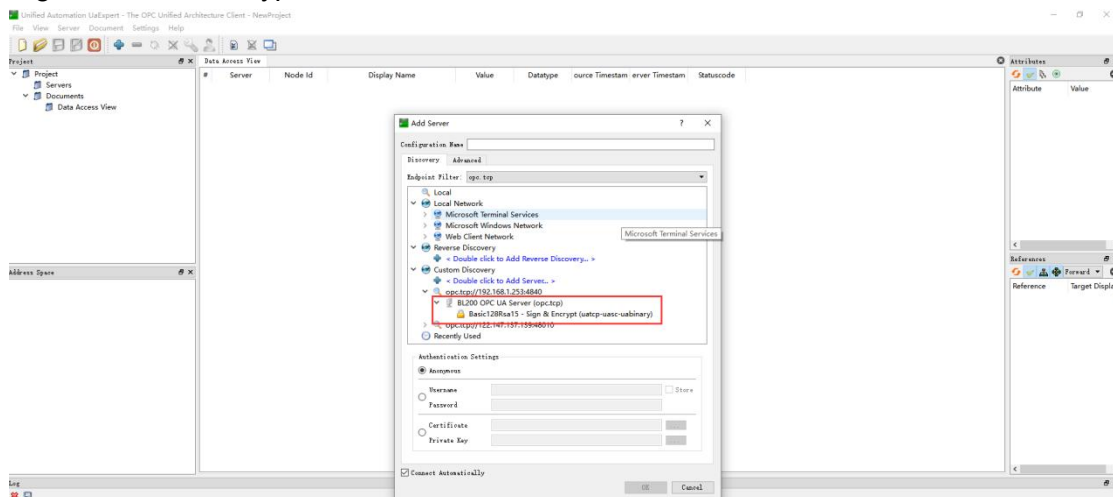 Unified Automation UaExpert - The OPC Unified Architecture Client - NewProject
File View Server Document Settings Help
Project
Project
Servers
Documents
Data Access View
Address Space
Data Access View
# Server Node Id Display Name Value Datatype ource Timestam erver Timestam Statuscode
Add Server
Configuration Name
Discovery Advanced
Endpoint Filter: opc.tcp
Local
Local Network
Microsoft Terminal Services
Microsoft Windows Network
Web Client Network
Microsoft Terminal Services
Reverse Discovery
< Double click to Add Reverse Discovery... >
Custom Discovery
< Double click to Add Server... >
opc.tcp://192.168.1.253:4840
BL200 OPC UA Server (opc.tcp)
Basic128Rsa15 - Sign & Encrypt (uatcp-uasc-uabinary)
opc.tcp://122.147.137.139:48010
Recently Used
Authentication Settings
Anonymous
Username
Store
Password
Certificate
Private Key
Connect Automatically
OK Cancel
Attributes
Attribute Value
References
Forward
Reference Target Displa
Log